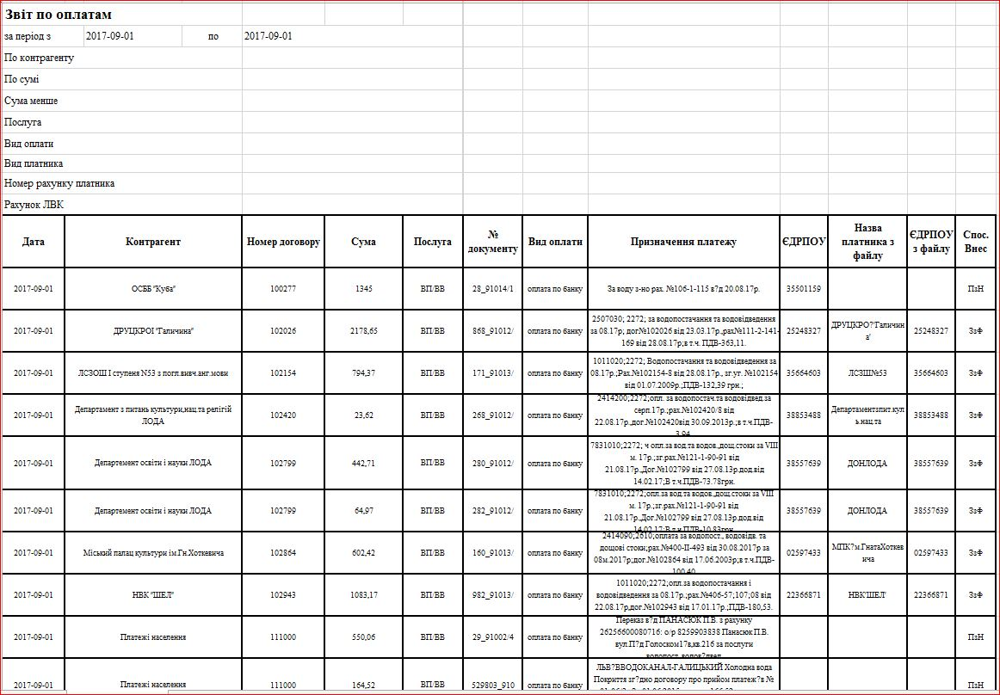 Звіт по оплатам
за період з 2017-09-01 по 2017-09-01
По контрагенту
По сумі
Сума менше
Послуга
Вид оплати
Вид платника
Номер рахунку платника
Рахунок ЛВК
Дата Контрагент Номер договору Сума Послуга № документу Вид оплати Призначення платежу ЄДРПОУ Назва платника з файлу ЄДРПОУ з файлу Спос. Внес
2017-09-01 ОСББ "Куба" 100277 1345 ВП/ВВ 28_91014/1 оплата по банку За воду з-но рах. №106-1-115 в?д 20.08.17р. 35501159 ПзН
2017-09-01 ДРУЦКРОІ "Галичина" 102026 2178,65 ВП/ВВ 868_91012/ оплата по банку
2507030; 2272; за водопостачання та водовідведення
за 08.17р; дог№102026 від 23.03.17р.,рах№111-2-141-
169 від 28.08.17р;в т.ч. ПДВ-363,11.
25248327 ДРУЦКРО?'Галичин
а' 25248327 ЗзФ
2017-09-01 ЛСЗОШ І ступеня N53 з погл.вивч.анг.мови 102154 794,37 ВП/ВВ 171_91013/ оплата по банку
1011020;2272; Водопостачання та водовідведення за
08.17р.;Рах.№102154-8 від 28.08.17р., зг.уг. №102154
від 01.07.2009р.;ПДВ-132,39 грн.;
35664603 ЛСЗШ№53 35664603 ЗзФ
2017-09-01 Департамент з питань культури,нац.та релігій
ЛОДА 102420 23,62 ВП/ВВ 268_91012/ оплата по банку
2414200;2272;опл. за водопостач.та водовідвед.за
серп.17р.;рах.№102420/8 від
22.08.17р.,дог.№102420від 30.09.2013р.;в т.ч.ПДВ-
3,94
38853488 Департаментзпит.кул
ь.нац.та 38853488 ЗзФ
2017-09-01 Департемент освіти і науки ЛОДА 102799 442,71 ВП/ВВ 280_91012/ оплата по банку
7831010;2272; ч опл.за вод.та водов.,дощ.стоки за VIII
м. 17р.;зг.рах.№121-1-90-91 від
21.08.17р.,Дог.№102799 від 27.08.13р.дод.від
14.02.17;В т.ч.ПДВ-73.78грн.
38557639 ДОНЛОДА 38557639 ЗзФ
2017-09-01 Департемент освіти і науки ЛОДА 102799 64,97 ВП/ВВ 282_91012/ оплата по банку
7831010;2272;опл.за вод.та водов.,дощ.стоки за VIII
м. 17р.;зг.рах.№121-1-90-91 від
21.08.17р.,Дог.№102799 від 27.08.13р.дод.від
14.02.17;В т.ч.ПДВ-10.83грн.
38557639 ДОНЛОДА 38557639 ЗзФ
2017-09-01 Міський палац культури ім.Гн.Хоткевича 102864 602,42 ВП/ВВ 160_91013/ оплата по банку
2414090;2610;оплата за водопост., водовідв. та
дощові стоки;рах.№400-ІІ-493 від 30.08.2017р за
08м.2017р;дог.№102864 від 17.06.2003р;в т.ч.ПДВ-
100,40
02597433 МПК?м.ГнатаХоткев
ича 02597433 ЗзФ
2017-09-01 НВК "ШЕЛ" 102943 1083,17 ВП/ВВ 982_91013/ оплата по банку
1011020;2272;опл.за водопостачання і
водовідведення за 08.17р.;рах.№406-57;107;08 від
22.08.17р,дог.№102943 від 17.01.17р.;ПДВ-180,53.
22366871 НВК'ШЕЛ' 22366871 ЗзФ
2017-09-01 Платежі населення 111000 550,06 ВП/ВВ 29_91002/4 оплата по банку
Переказ в?д ПАНАСЮК П.В. з рахунку
26256600080716: о/р 8259903838 Панасюк П.В.
вул.П?д Голоском17в,кв.216 за послуги
водопост.,водов?двед
ПзН
2017-09-01 Платежі населення 111000 164,52 ВП/ВВ 529803_910 оплата по банку
ЛЬВ?ВВОДОКАНАЛ-ГАЛИЦЬКИЙ Холодна вода
Покриття зг?дно договору про прийом платеж?в №
ПзН